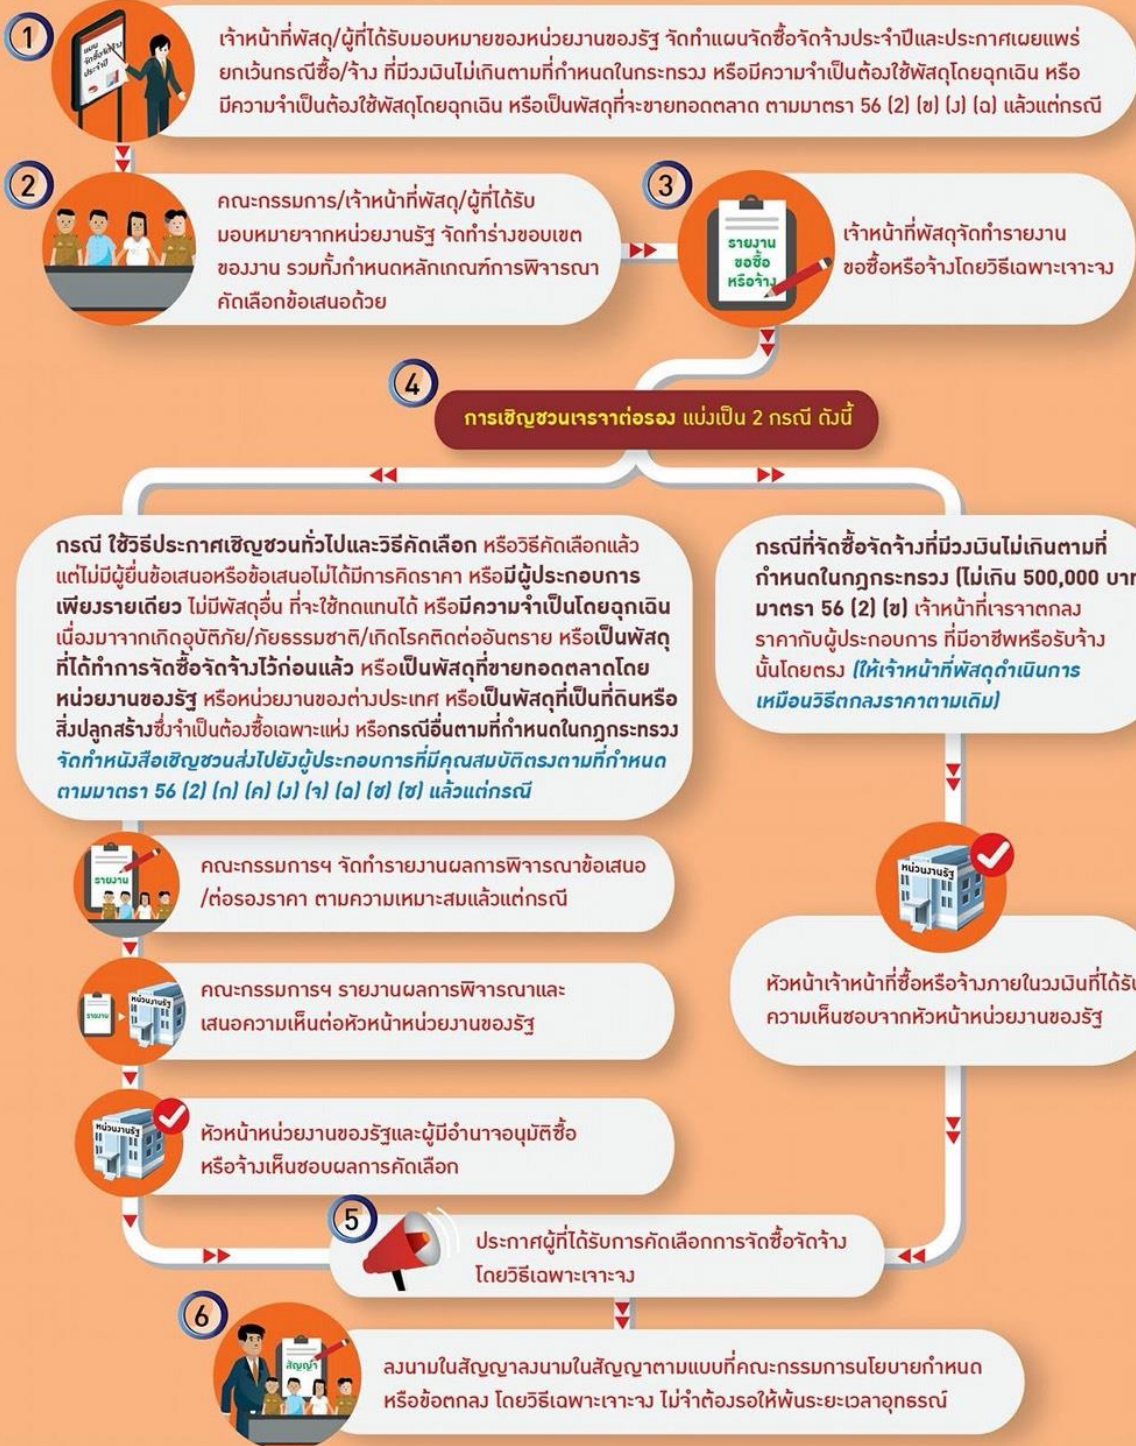 1
แผน
จัดซื้อจัดจ้าง
ประจำปี
เจ้าหน้าที่พัสดุ/ผู้ที่ได้รับมอบหมายของหน่วยงานของรัฐ จัดทำแผนจัดซื้อจัดจ้างประจำปีและประกาศเผยแพร่
ยกเว้นกรณีซื้อ/จ้าง ที่มีวงเงินไม่เกินตามที่กำหนดในกระทรวง หรือมีความจำเป็นต้องใช้พัสดุโดยฉุกเฉิน หรือ
มีความจำเป็นต้องใช้พัสดุโดยฉุกเฉิน หรือเป็นพัสดุที่จะขายทอดตลาด ตามมาตรา 56 (2) (ข) (ง) (ฉ) แล้วแต่กรณี
2
คณะกรรมการ/เจ้าหน้าที่พัสดุ/ผู้ที่ได้รับ
มอบหมายจากหน่วยงานรัฐ จัดทำร่างขอบเขต
ของงาน รวมทั้งกำหนดหลักเกณฑ์การพิจารณา
คัดเลือกข้อเสนอด้วย
3
รายงาน
ขอซื้อ
หรือจ้าง
เจ้าหน้าที่พัสดุจัดทำรายงาน
ขอซื้อหรือจ้างโดยวิธีเฉพาะเจาะจง
4
การเชิญชวนเจรจาต่อรอง แบ่งเป็น 2 กรณี ดังนี้
กรณี ใช้วิธีประกาศเชิญชวนทั่วไปและวิธีคัดเลือก หรือวิธีคัดเลือกแล้ว
แต่ไม่มีผู้ยื่นข้อเสนอหรือข้อเสนอไม่ได้มีการคิดราคา หรือมีผู้ประกอบการ
เพียงรายเดียว ไม่มีพัสดุอื่น ที่จะใช้ทดแทนได้ หรือมีความจำเป็นโดยฉุกเฉิน
เนื่องมาจากเกิดอุบัติภัย/ภัยธรรมชาติ/เกิดโรคติดต่ออันตราย หรือเป็นพัสดุ
ที่ได้ทำการจัดซื้อจัดจ้างไว้ก่อนแล้ว หรือเป็นพัสดุที่ขายทอดตลาดโดย
หน่วยงานของรัฐ หรือหน่วยงานของต่างประเทศ หรือเป็นพัสดุที่เป็นที่ดินหรือ
สิ่งปลูกสร้างซึ่งจำเป็นต้องซื้อเฉพาะแห่ง หรือกรณีอื่นตามที่กำหนดในกฎกระทรวง
จัดทำหนังสือเชิญชวนส่งไปยังผู้ประกอบการที่มีคุณสมบัติตรงตามที่กำหนด
ตามมาตรา 56 (2) (ก) (ค) (ง) (จ) (ฉ) (ช) (ซ) แล้วแต่กรณี
กรณีที่จัดซื้อจัดจ้างที่มีวงเงินไม่เกินตามที่
กำหนดในกฎกระทรวง (ไม่เกิน 500,000 บาท
มาตรา 56 (2) (ข) เจ้าหน้าที่เจรจาตกลง
ราคากับผู้ประกอบการ ที่มีอาชีพหรือรับจ้าง
นั้นโดยตรง (ให้เจ้าหน้าที่พัสดุดำเนินการ
เหมือนวิธีตกลงราคาตามเดิม)
รายงาน
คณะกรรมการฯ จัดทำรายงานผลการพิจารณาข้อเสนอ
/ต่อรองราคา ตามความเหมาะสมแล้วแต่กรณี
หน่วยงานรัฐ
รายงาน
หน่วยงานรัฐ
คณะกรรมการฯ รายงานผลการพิจารณาและ
เสนอความเห็นต่อหัวหน้าหน่วยงานของรัฐ
หัวหน้าเจ้าหน้าที่ซื้อหรือจ้างภายในวงเงินที่ได้รับ
ความเห็นชอบจากหัวหน้าหน่วยงานของรัฐ
หน่วยงานรัฐ
หัวหน้าหน่วยงานของรัฐและผู้มีอำนาจอนุมัติซื้อ
หรือจ้างเห็นชอบผลการคัดเลือก
5
ประกาศผู้ที่ได้รับการคัดเลือกการจัดซื้อจัดจ้าง
โดยวิธีเฉพาะเจาะจง
6
สัญญา
ลงนามในสัญญาลงนามในสัญญาตามแบบที่คณะกรรมการนโยบายกำหนด
หรือข้อตกลง โดยวิธีเฉพาะเจาะจง ไม่จำต้องรอให้พ้นระยะเวลาอุทธรณ์